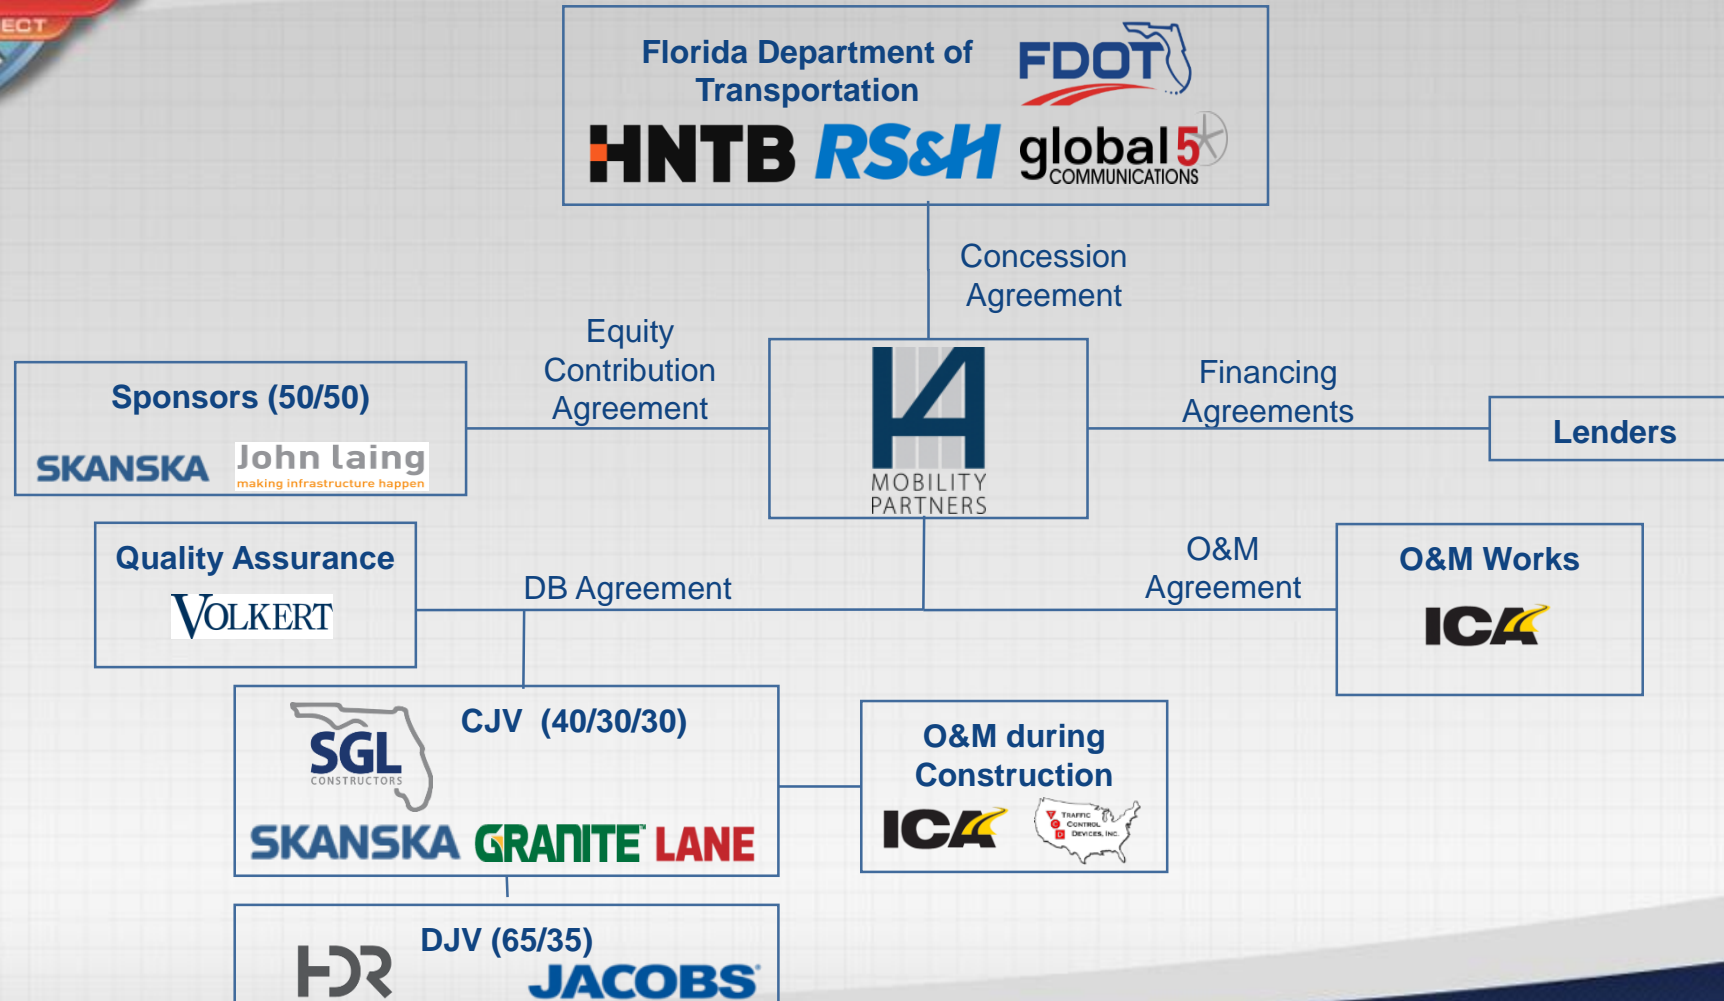 ECT
Florida Department of
Transportation
FDOT
HNTB RS&H global 5
COMMUNICATIONS
Concession
Agreement
Equity
Contribution
Agreement
Sponsors (50/50)
SKANSKA John laing
making infrastructure happen
I4
MOBILITY
PARTNERS
Financing
Agreements
Lenders
Quality Assurance
VOLKERT
DB Agreement
O&M
Agreement
O&M Works
ICA
CJV (40/30/30)
SGL
CONSTRUCTORS
SKANSKA GRANITE LANE
O&M during
Construction
ICA
TRAFFIC
CONTROL
DEVICES, INC.
DJV (65/35)
HDR JACOBS